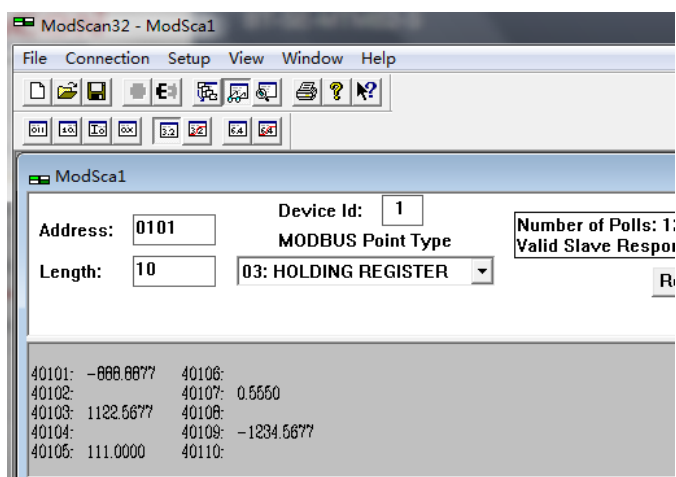 ModScan32 - ModSca1
File Connection Setup View Window Help
ModSca1
Address: 0101
Device Id: 1
MODBUS Point Type
Length: 10
03: HOLDING REGISTER
Number of Polls:
Valid Slave
40101: -888.8877 40106:
40102: 40107: 0.5550
40103: 1122.5677 40108:
40104: 40109: -1234.5677
40105: 111.0000 40110: